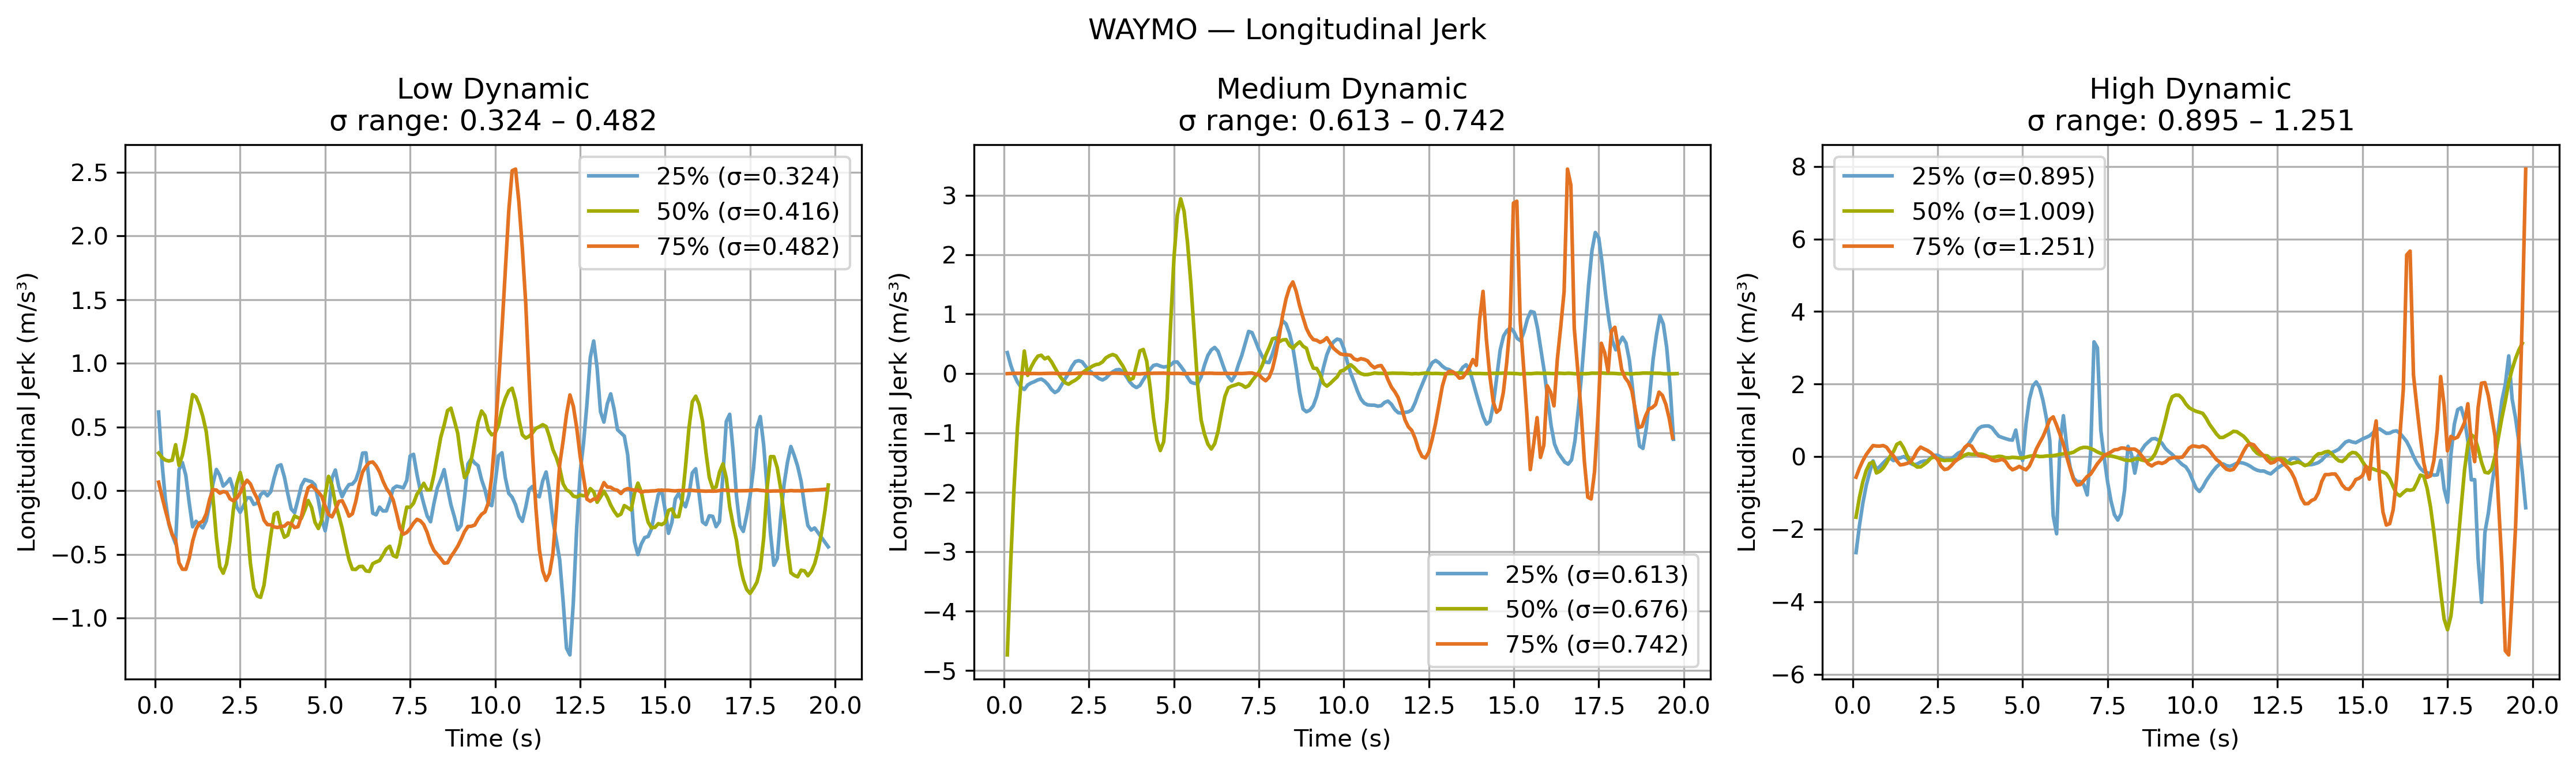 WAYMO — Longitudinal Jerk
Low Dynamic
σ range: 0.324 – 0.482
Longitudinal Jerk (m/s³)
2.5
2.0
1.5
1.0
0.5
0.0
−0.5
−1.0
25% (σ=0.324)
50% (σ=0.416)
75% (σ=0.482)
0.0 2.5 5.0 7.5 10.0 12.5 15.0 17.5 20.0
Time (s)
Medium Dynamic
σ range: 0.613 – 0.742
Longitudinal Jerk (m/s³)
3
2
1
0
−1
−2
−3
−4
−5
25% (σ=0.613)
50% (σ=0.676)
75% (σ=0.742)
0.0 2.5 5.0 7.5 10.0 12.5 15.0 17.5 20.0
Time (s)
High Dynamic
σ range: 0.895 – 1.251
Longitudinal Jerk (m/s³)
8
6
4
2
0
−2
−4
−6
25% (σ=0.895)
50% (σ=1.009)
75% (σ=1.251)
0.0 2.5 5.0 7.5 10.0 12.5 15.0 17.5 20.0
Time (s)